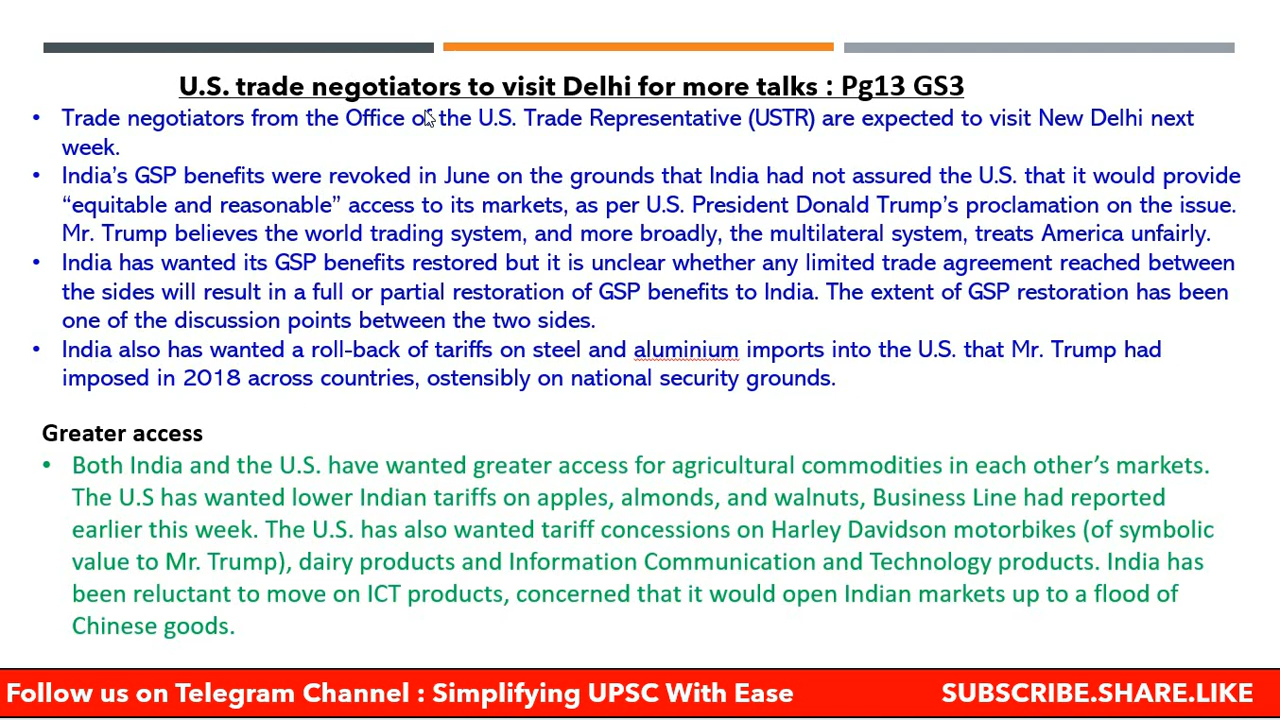 U.S. trade negotiators to visit Delhi for more talks : Pg13 GS3
• Trade negotiators from the Office of the U.S. Trade Representative (USTR) are expected to visit New Delhi next
week.
• India’s GSP benefits were revoked in June on the grounds that India had not assured the U.S. that it would provide
“equitable and reasonable” access to its markets, as per U.S. President Donald Trump’s proclamation on the issue.
Mr. Trump believes the world trading system, and more broadly, the multilateral system, treats America unfairly.
• India has wanted its GSP benefits restored but it is unclear whether any limited trade agreement reached between
the sides will result in a full or partial restoration of GSP benefits to India. The extent of GSP restoration has been
one of the discussion points between the two sides.
• India also has wanted a roll-back of tariffs on steel and aluminium imports into the U.S. that Mr. Trump had
imposed in 2018 across countries, ostensibly on national security grounds.
Greater access
• Both India and the U.S. have wanted greater access for agricultural commodities in each other’s markets.
The U.S has wanted lower Indian tariffs on apples, almonds, and walnuts, Business Line had reported
earlier this week. The U.S. has also wanted tariff concessions on Harley Davidson motorbikes (of symbolic
value to Mr. Trump), dairy products and Information Communication and Technology products. India has
been reluctant to move on ICT products, concerned that it would open Indian markets up to a flood of
Chinese goods.
Follow us on Telegram Channel : Simplifying UPSC With Ease SUBSCRIBE.SHARE.LIKE